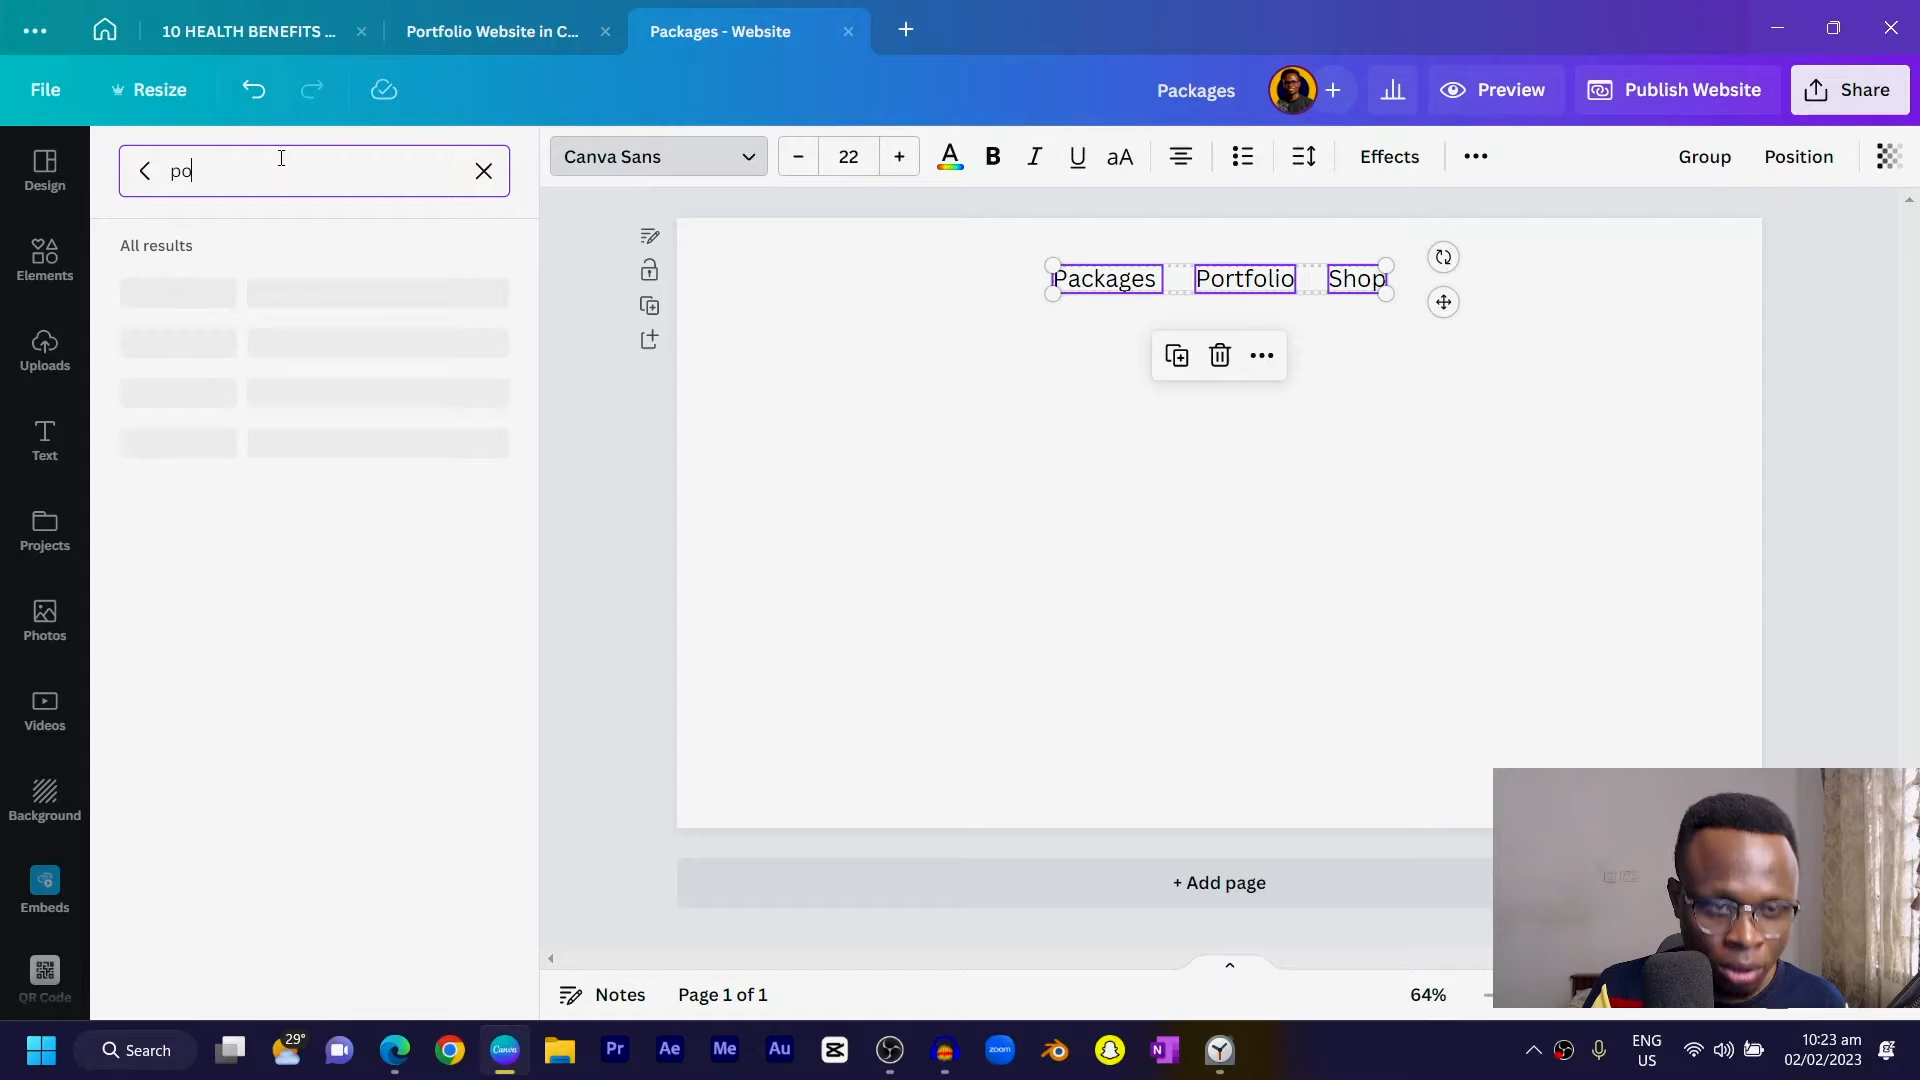 10 HEALTH BENEFITS ...
Portfolio Website in C...
Packages - Website
File
Resize
Packages
Preview
Publish Website
Share
po
Canva Sans
22
A
B
I
U
aA
Effects
Group
Position
Design
Elements
Uploads
Text
Projects
Photos
Videos
Background
Embeds
QR Code
All results
Packages
Portfolio
Shop
+ Add page
Notes
Page 1 of 1
64%
Search
29°
Canva
Pr
Ae
Me
Au
zoom
N
ENG
US
10:23 am
02/02/2023